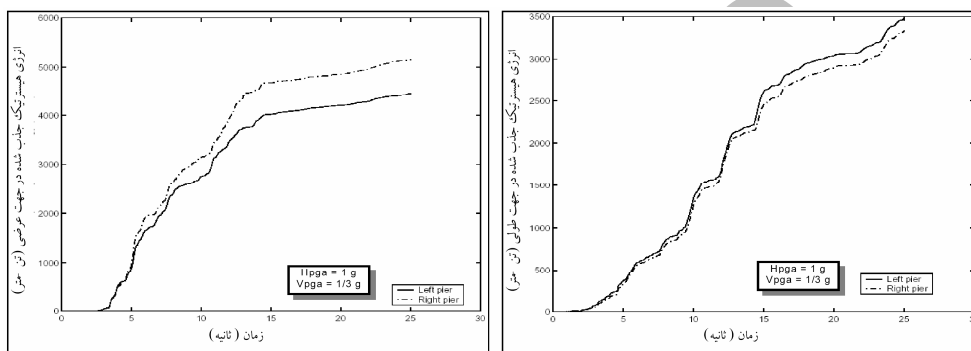 6000
5000
4000
3000
2000
1000
0
0 5 10 15 20 25 30
انرژی هیسترتیک جذب شده در جهت عرضی (تن متر)
Hpga = 1 g
Vpga = 1/3 g
Left pier
Right pier
زمان ( ثانیه )
3500
3000
2500
2000
1500
1000
500
0
0 5 10 15 20 25 30
انرژی هیسترتیک جذب شده در جهت طولی (تن متر)
Hpga = 1 g
Vpga = 1/3 g
Left pier
Right pier
زمان ( ثانیه )